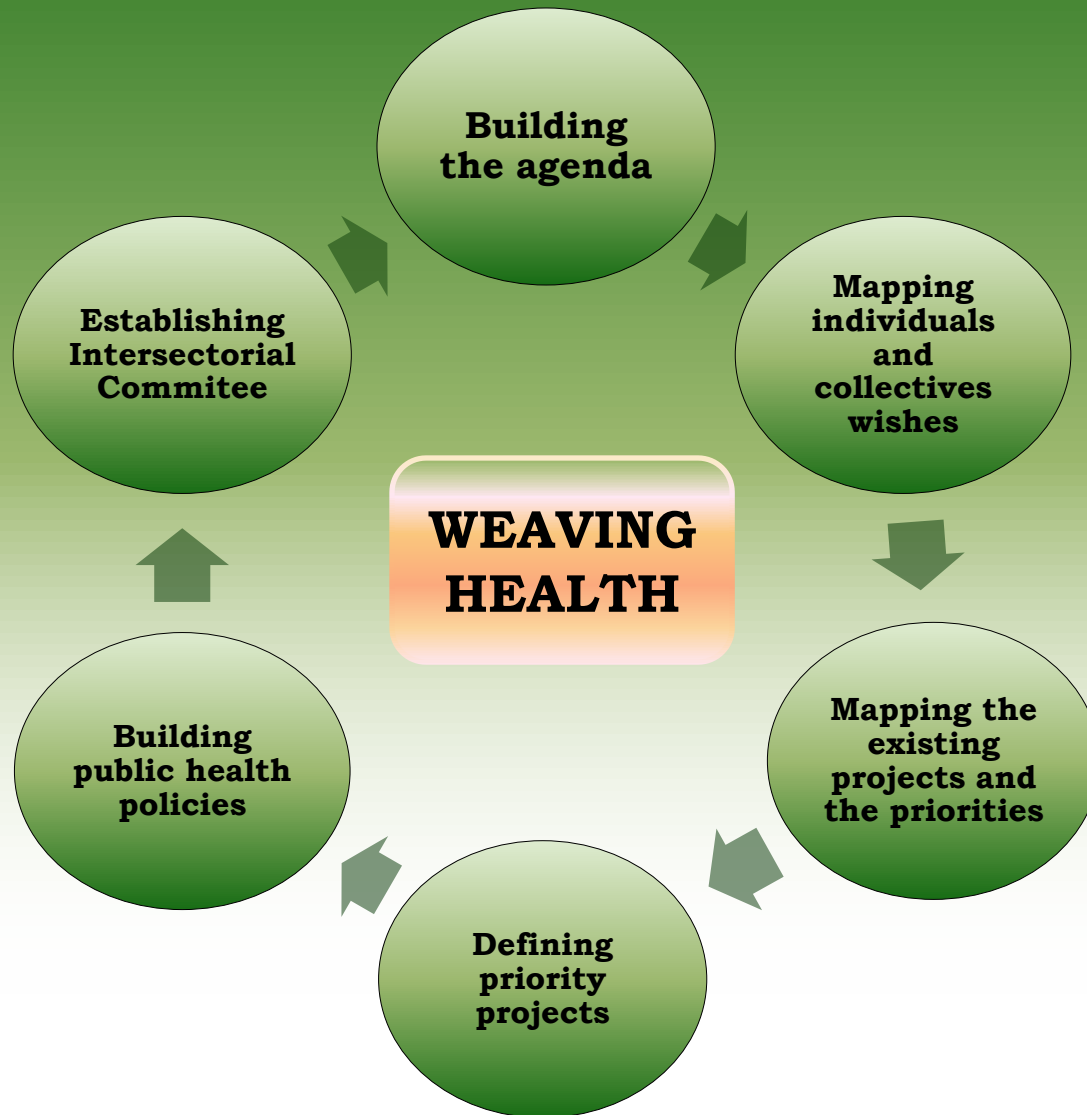 Building
the agenda
Mapping
individuals
and
collectives
wishes
Mapping the
existing
projects and
the priorities
Defining
priority
projects
Building
public health
policies
Establishing
Intersectorial
Commitee
WEAVING
HEALTH